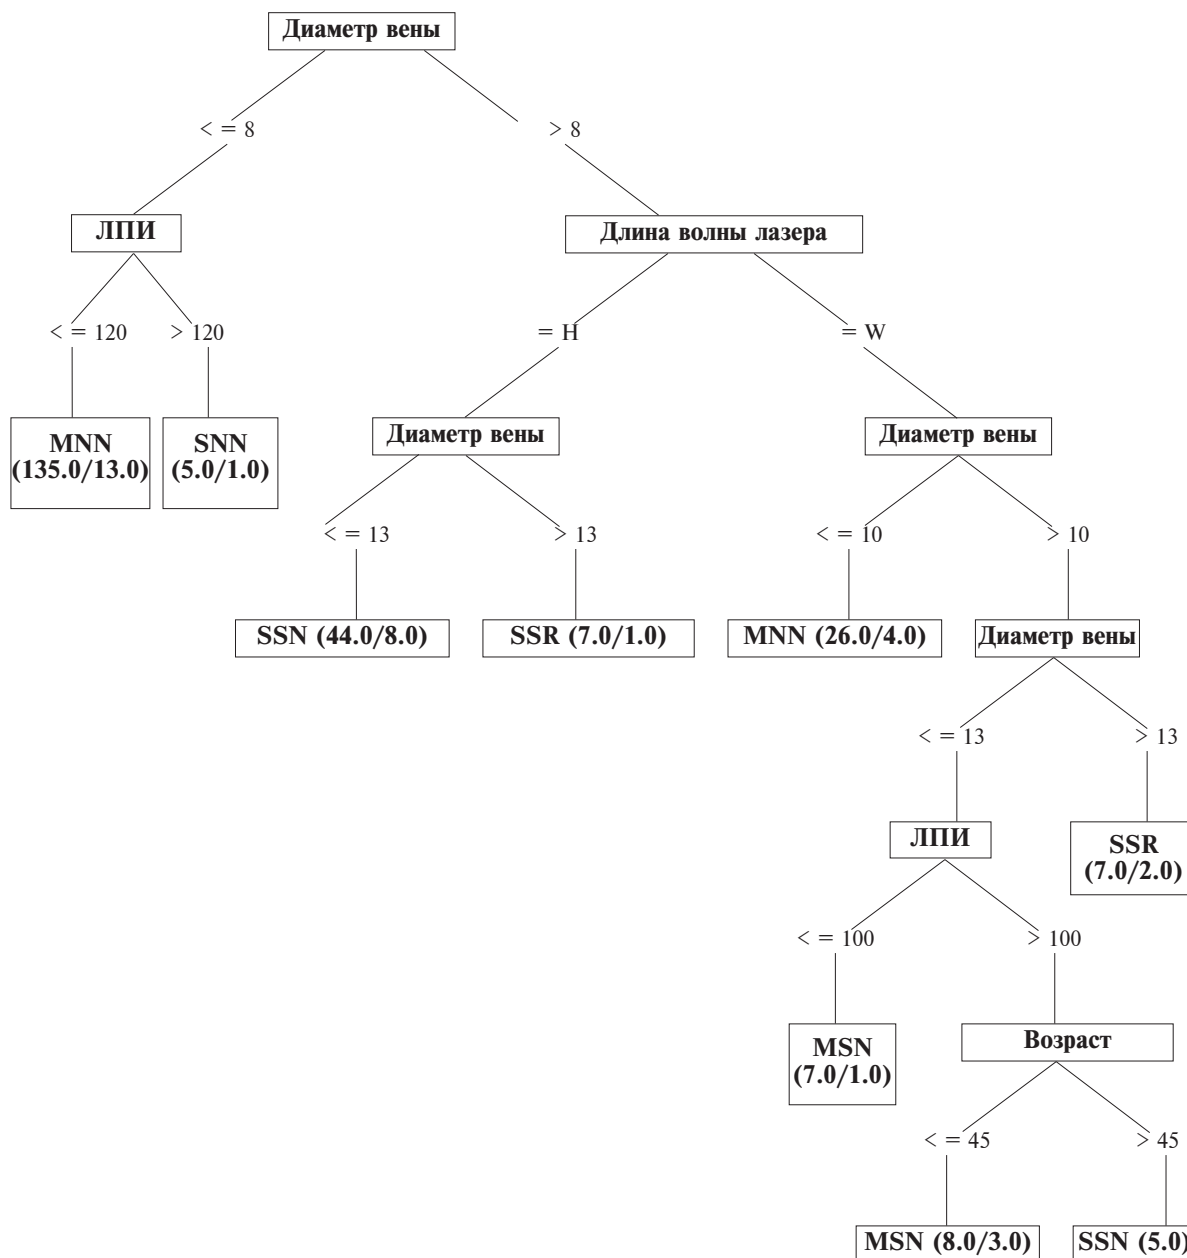 Диаметр вены
< = 8
> 8
ЛПИ
Длина волны лазера
< = 120
> 120
= H
= W
MNN
(135.0/13.0)
SNN
(5.0/1.0)
Диаметр вены
Диаметр вены
< = 13
> 13
< = 10
> 10
SSN (44.0/8.0)
SSR (7.0/1.0)
MNN (26.0/4.0)
Диаметр вены
< = 13
> 13
ЛПИ
SSR
(7.0/2.0)
< = 100
> 100
MSN
(7.0/1.0)
Возраст
< = 45
> 45
MSN (8.0/3.0)
SSN (5.0)